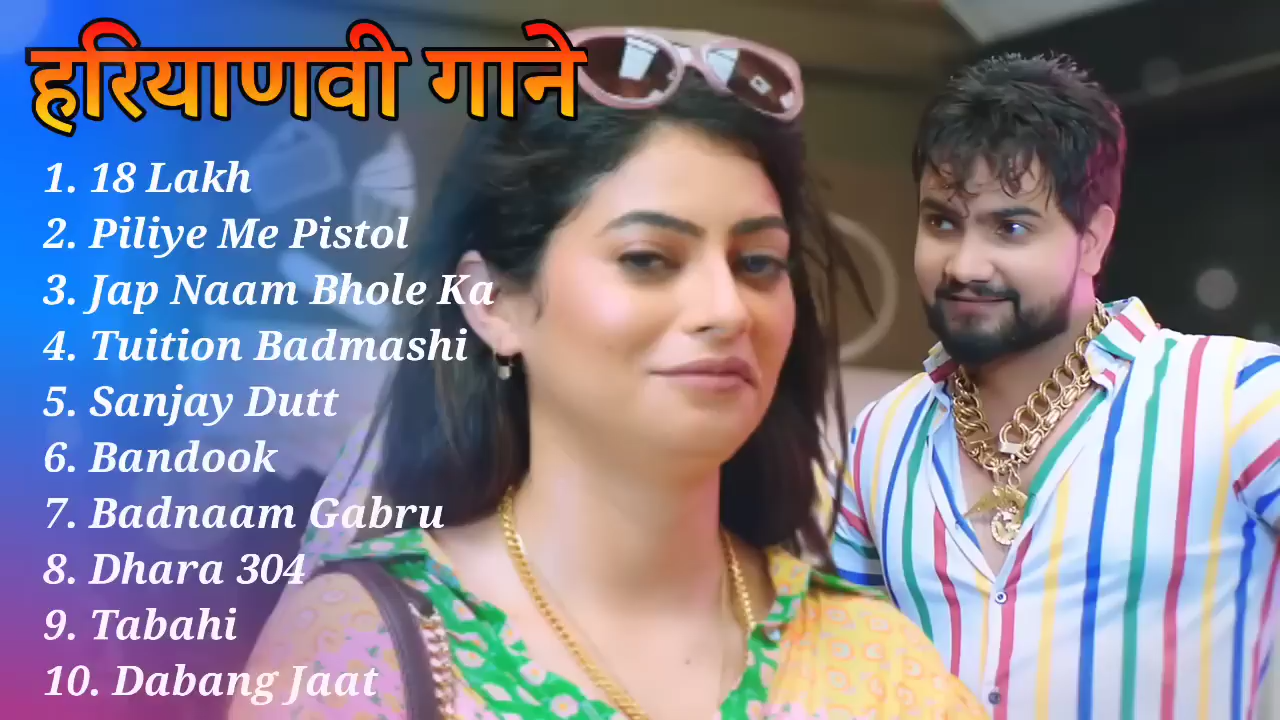 हरियाणवी गाने
1. 18 Lakh
2. Piliye Me Pistol
3. Jap Naam Bhole Ka
4. Tuition Badmashi
5. Sanjay Dutt
6. Bandook
7. Badnaam Gabru
8. Dhara 304
9. Tabahi
10. Dabang Jaat